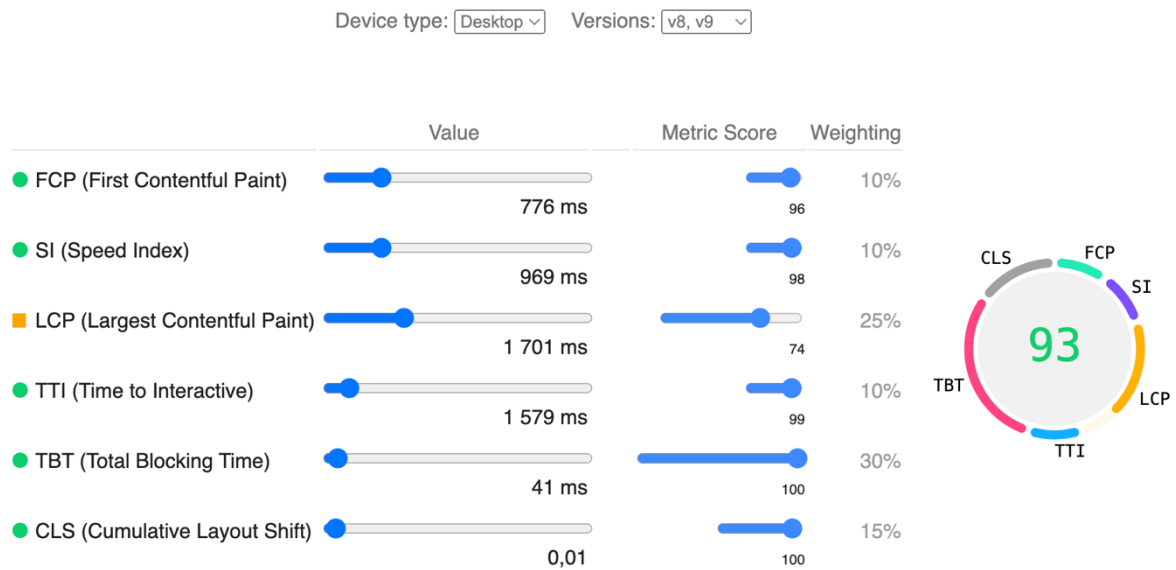 Device type: Desktop Versions: v8, v9
Value Metric Score Weighting
FCP (First Contentful Paint) 10%
776 ms 96
SI (Speed Index) 10%
969 ms 98
LCP (Largest Contentful Paint) 25%
1 701 ms 74
TTI (Time to Interactive) 10%
1 579 ms 99
TBT (Total Blocking Time) 30%
41 ms 100
CLS (Cumulative Layout Shift) 15%
0,01 100
CLS FCP
SI
93
TBT LCP
TTI